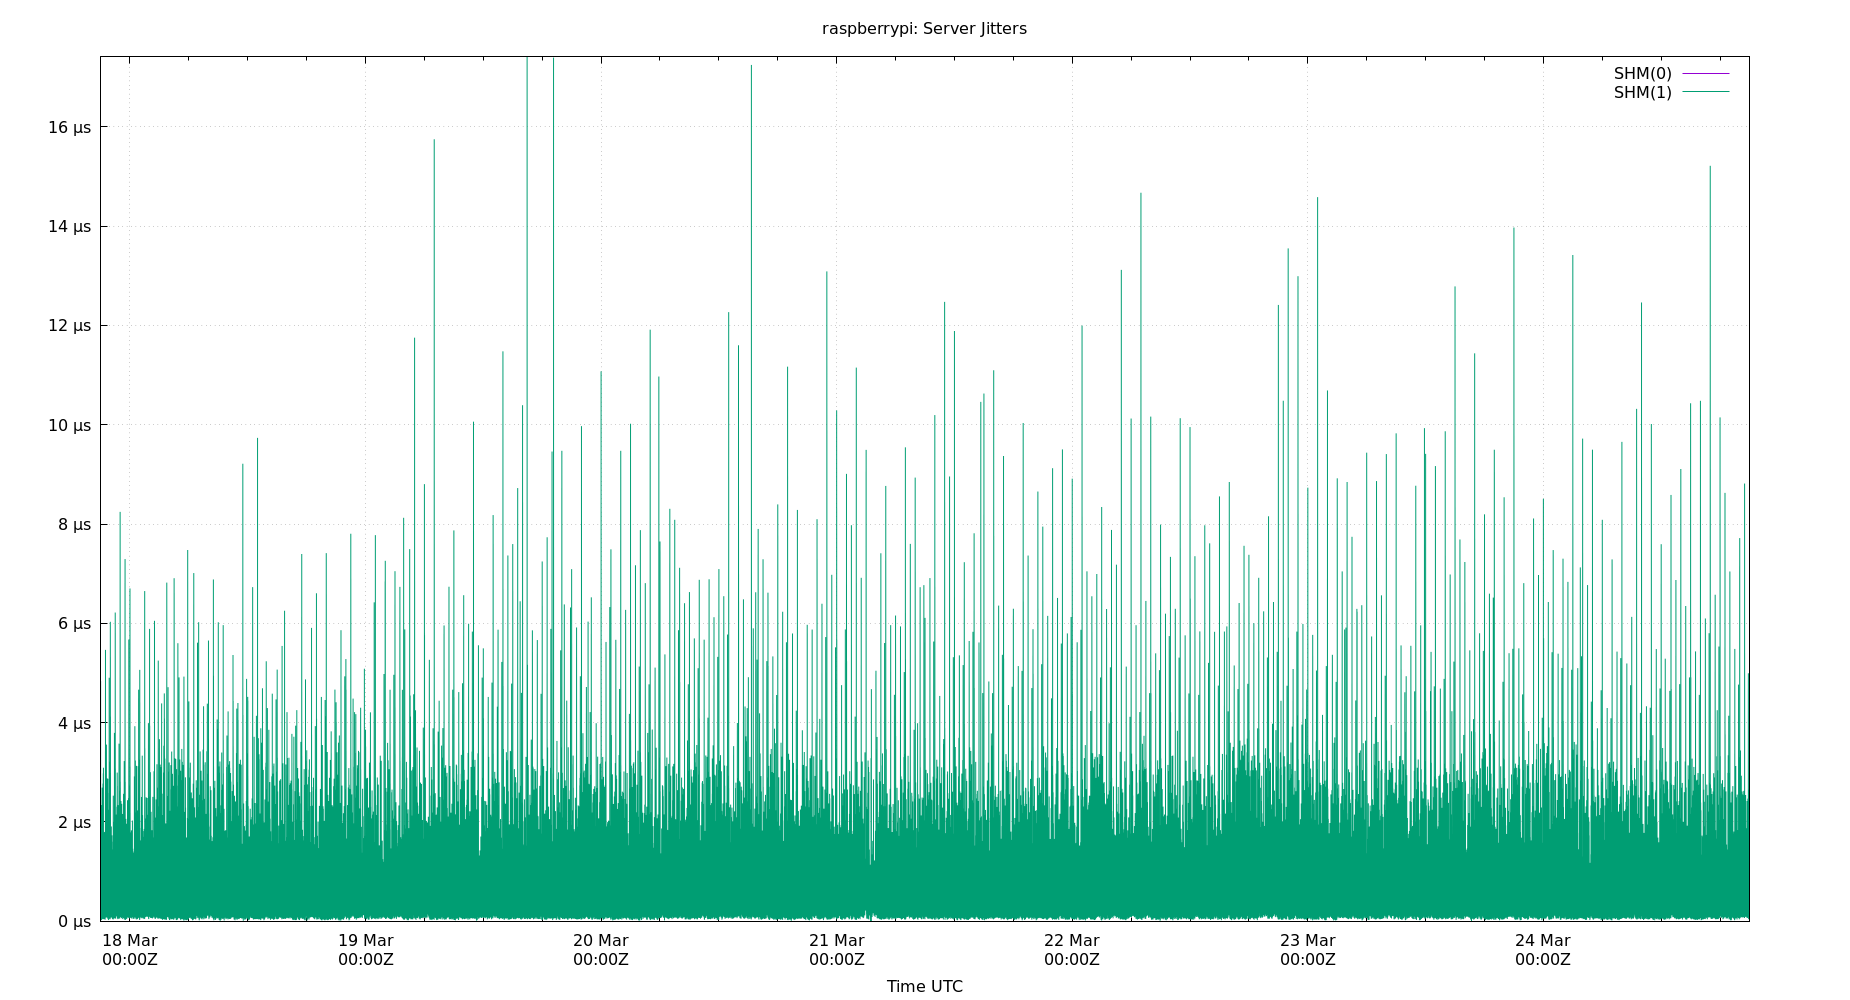 raspberrypi: Server Jitters
SHM(0)
SHM(1)
16 µs
14 µs
12 µs
10 µs
8 µs
6 µs
4 µs
2 µs
0 µs
18 Mar 19 Mar 20 Mar 21 Mar 22 Mar 23 Mar 24 Mar
00:00Z 00:00Z 00:00Z 00:00Z 00:00Z 00:00Z 00:00Z
Time UTC